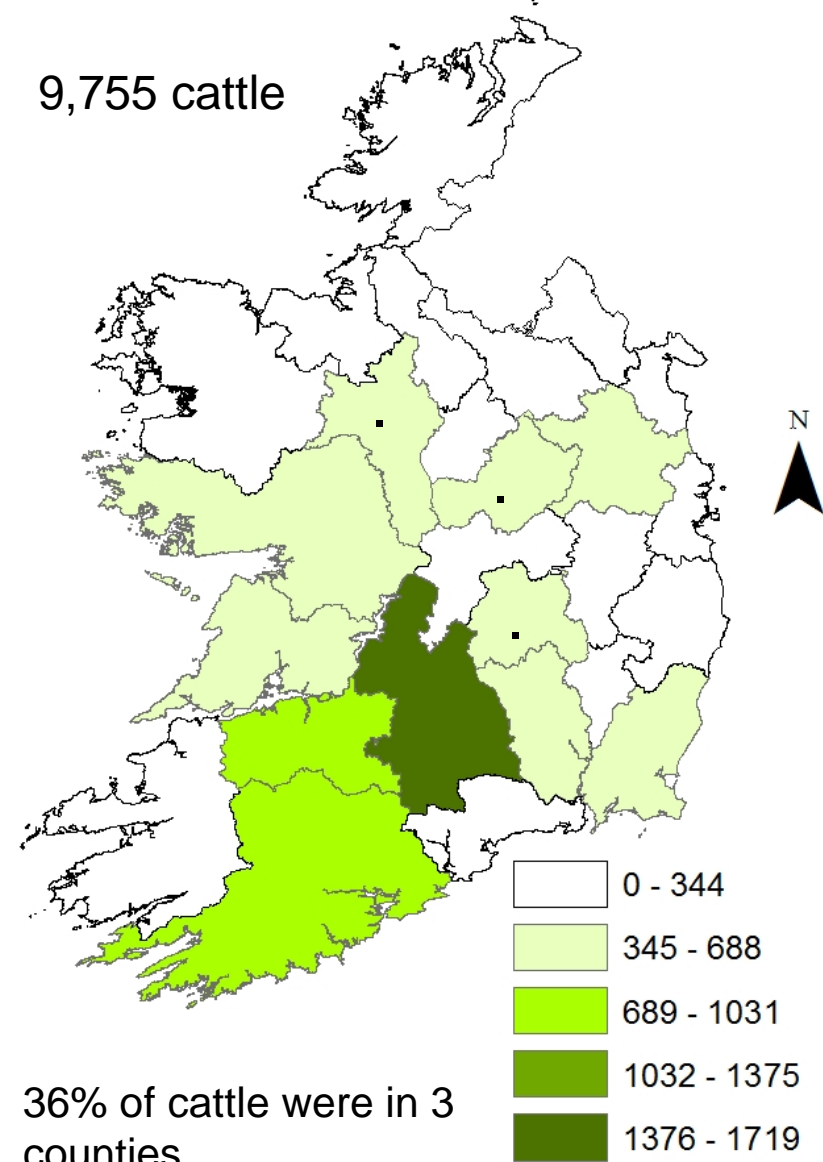 9,755 cattle
N
0 - 344
345 - 688
689 - 1031
1032 - 1375
1376 - 1719
36% of cattle were in 3
counties